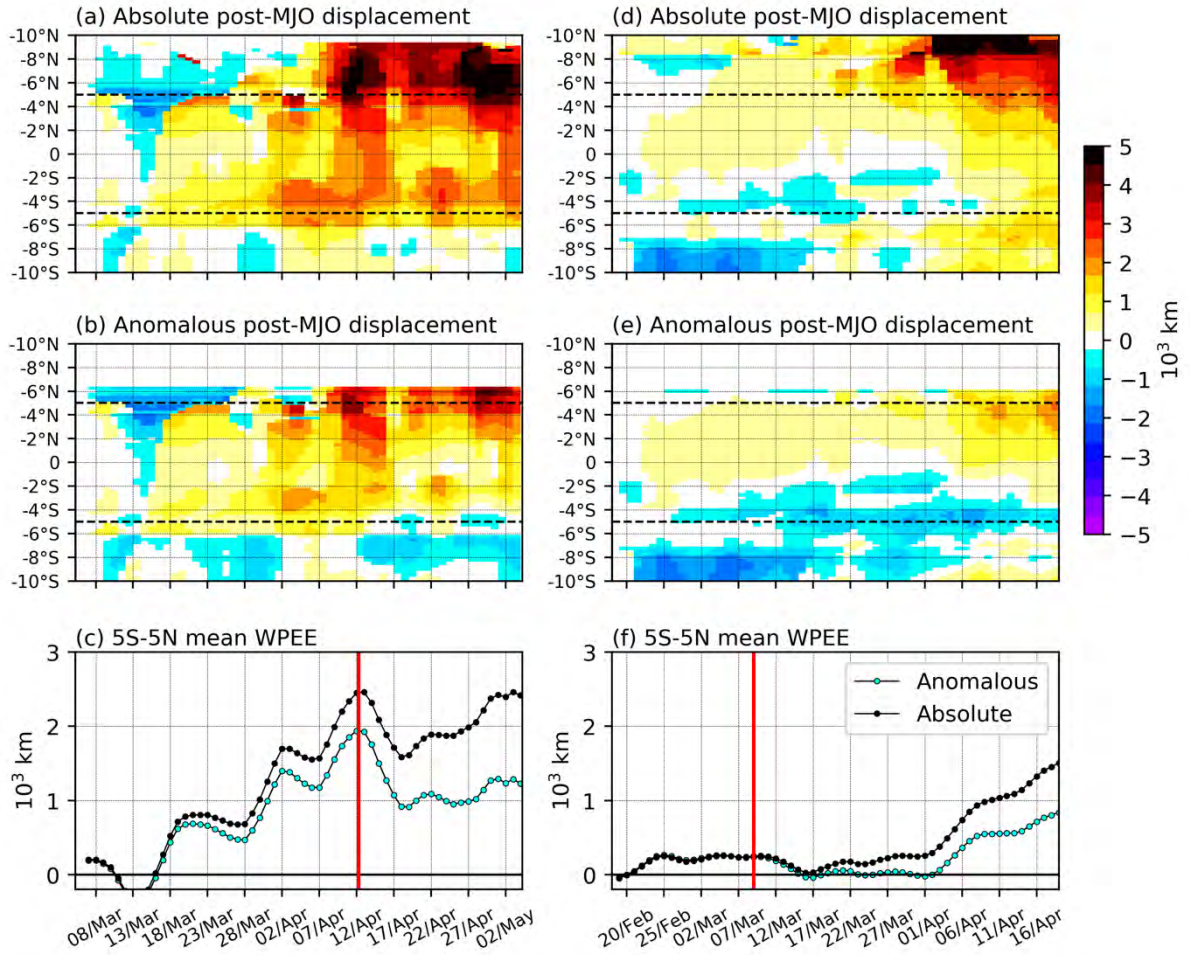 (a) Absolute post-MJO displacement
-10°N
-8°N
-6°N
-4°N
-2°N
0
-2°S
-4°S
-6°S
-8°S
-10°S
(d) Absolute post-MJO displacement
-10°N
-8°N
-6°N
-4°N
-2°N
0
-2°S
-4°S
-6°S
-8°S
-10°S
(b) Anomalous post-MJO displacement
-10°N
-8°N
-6°N
-4°N
-2°N
0
-2°S
-4°S
-6°S
-8°S
-10°S
(e) Anomalous post-MJO displacement
-10°N
-8°N
-6°N
-4°N
-2°N
0
-2°S
-4°S
-6°S
-8°S
-10°S
5
4
3
2
1
0
−1
−2
−3
−4
−5
10³ km
(c) 5S-5N mean WPEE
3
2
1
0
10³ km
08/Mar
13/Mar
18/Mar
23/Mar
28/Apr
02/Apr
07/Apr
12/Apr
17/Apr
22/Apr
27/Apr
02/May
(f) 5S-5N mean WPEE
Anomalous
Absolute
3
2
1
0
10³ km
20/Feb
25/Feb
02/Mar
07/Mar
12/Mar
17/Mar
22/Mar
27/Mar
01/Apr
06/Apr
11/Apr
16/Apr